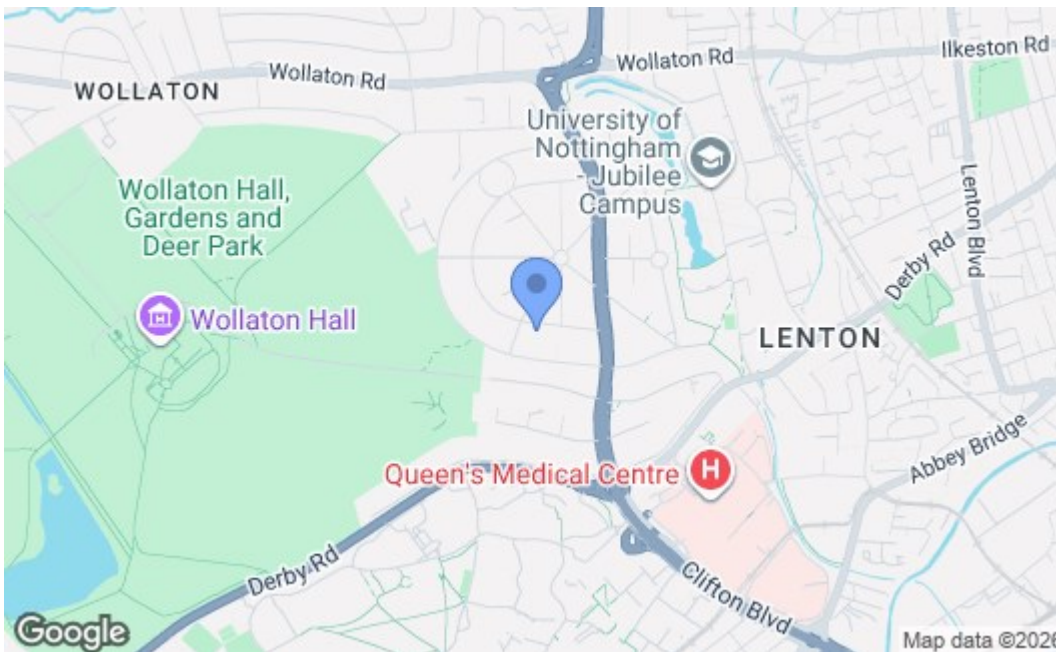 Wollaton Rd
Wollaton Rd
Ilkeston Rd
WOLLATON
University of
Nottingham
- Jubilee
Campus
Wollaton Hall,
Gardens and
Deer Park
Lenton Blvd
Derby Rd
Wollaton Hall
LENTON
Queen's Medical Centre
H
Abbey Bridge
Derby Rd
Clifton Blvd
Google
Map data ©2026